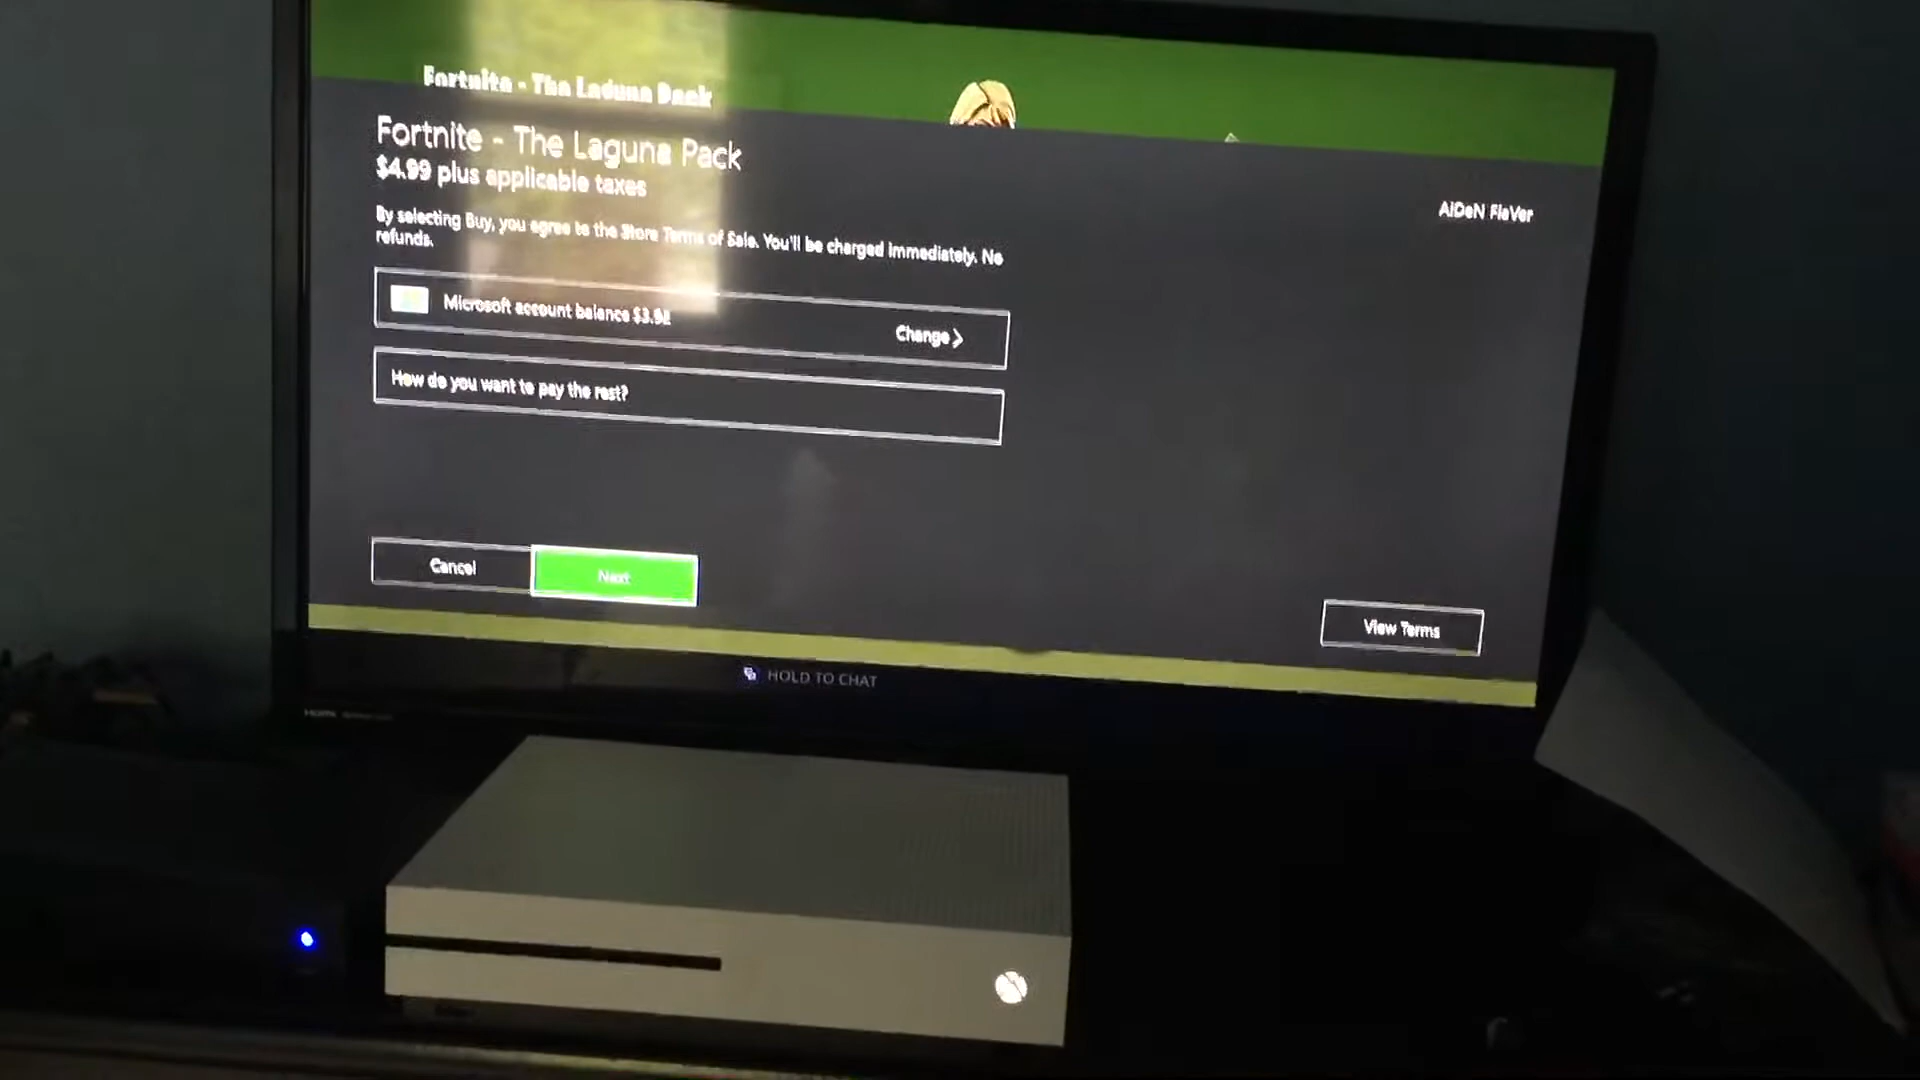 Fortnite - The Laguna Pack
Fortnite - The Laguna Pack
$4.99 plus applicable taxes
AiDeN FlaVer
By selecting Buy, you agree to the Store Terms of Sale. You'll be charged immediately. No
refunds.
Microsoft account balance
Change
How do you want to pay the rest?
Cancel
Next
View Terms
HOLD TO CHAT
HDMI